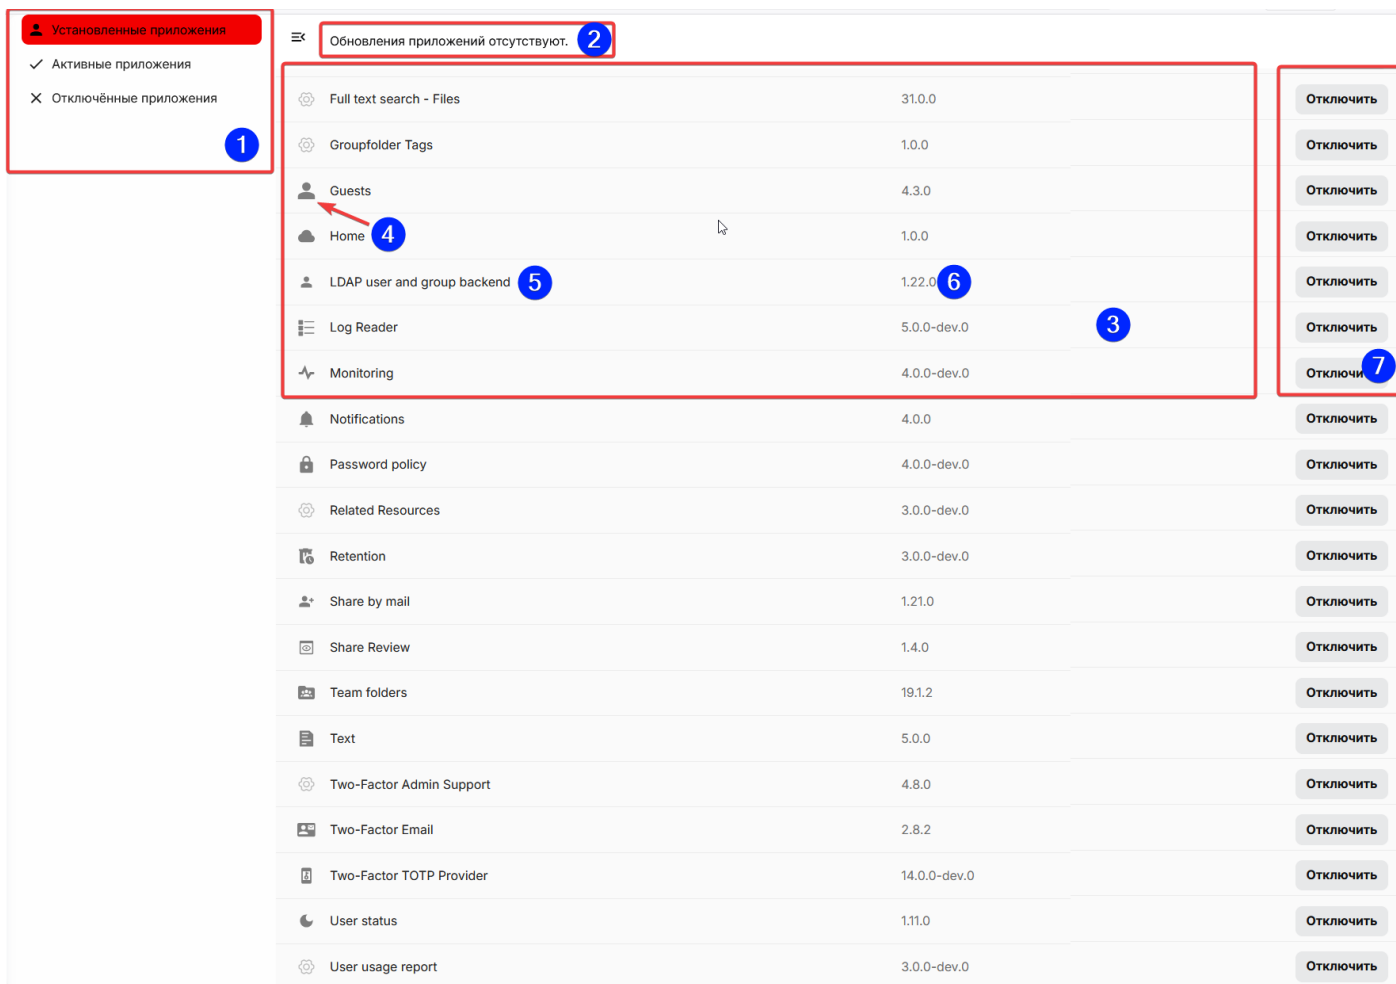 Установленные приложения
Активные приложения
Отключённые приложения
1
Обновления приложений отсутствуют. 2
Full text search - Files 31.0.0 Отключить
Groupfolder Tags 1.0.0 Отключить
Guests 4.3.0 Отключить
Home 4 1.0.0 Отключить
LDAP user and group backend 5 1.22.0 6 Отключить
Log Reader 5.0.0-dev.0 3 Отключить
Monitoring 4.0.0-dev.0 Отключи 7
Notifications 4.0.0 Отключить
Password policy 4.0.0-dev.0 Отключить
Related Resources 3.0.0-dev.0 Отключить
Retention 3.0.0-dev.0 Отключить
Share by mail 1.21.0 Отключить
Share Review 1.4.0 Отключить
Team folders 19.1.2 Отключить
Text 5.0.0 Отключить
Two-Factor Admin Support 4.8.0 Отключить
Two-Factor Email 2.8.2 Отключить
Two-Factor TOTP Provider 14.0.0-dev.0 Отключить
User status 1.11.0 Отключить
User usage report 3.0.0-dev.0 Отключить